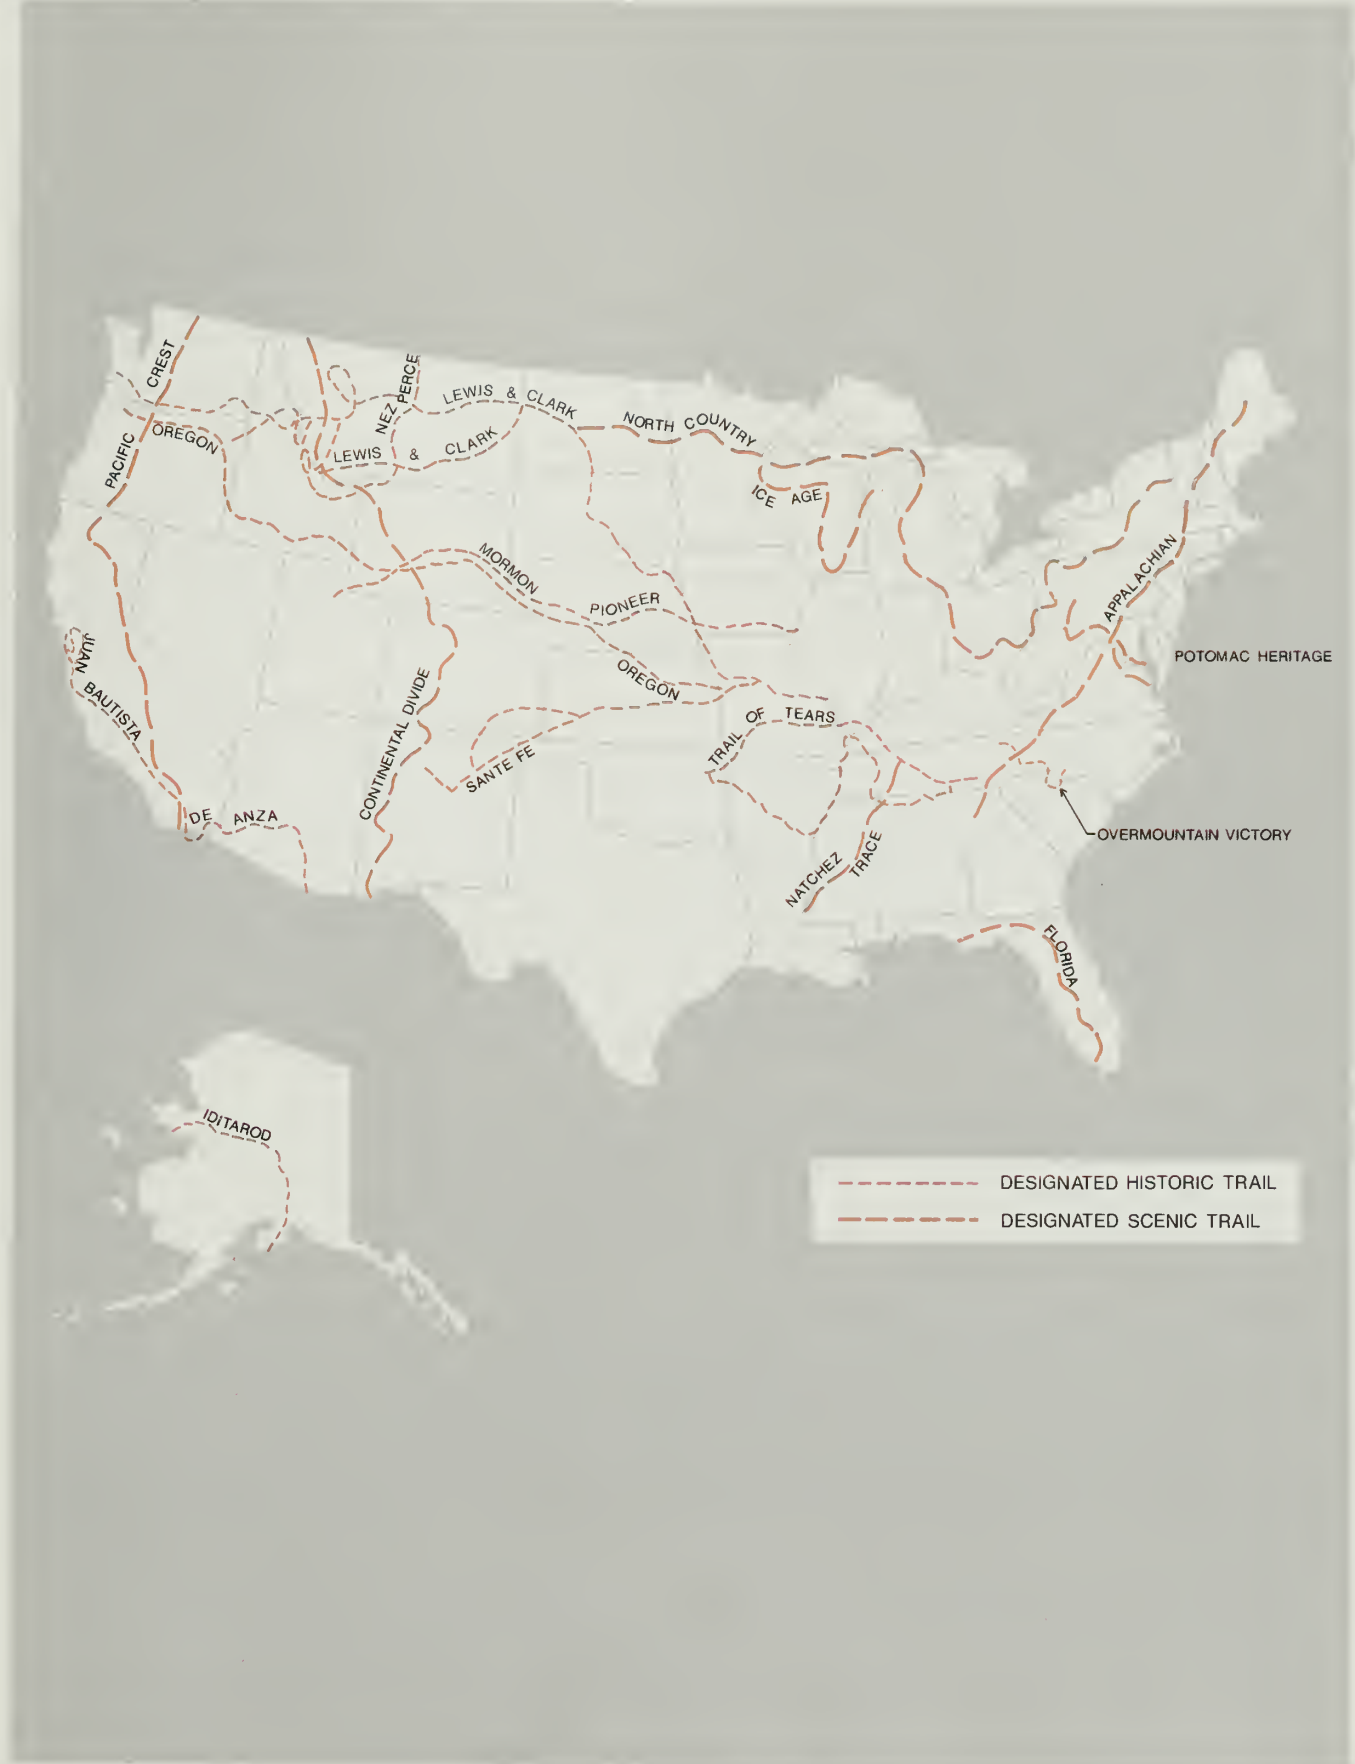 PACIFIC CREST
OREGON
NEZ PERCE
LEWIS & CLARK
LEWIS & CLARK
NORTH COUNTRY
ICE AGE
MORMON PIONEER
OREGON
APPALACHIAN
POTOMAC HERITAGE
JUAN BAUTISTA DE ANZA
CONTINENTAL DIVIDE
SANTE FE
TRAIL OF TEARS
OVERMOUNTAIN VICTORY
NATCHEZ TRACE
FLORIDA
IDITAROD
DESIGNATED HISTORIC TRAIL
DESIGNATED SCENIC TRAIL